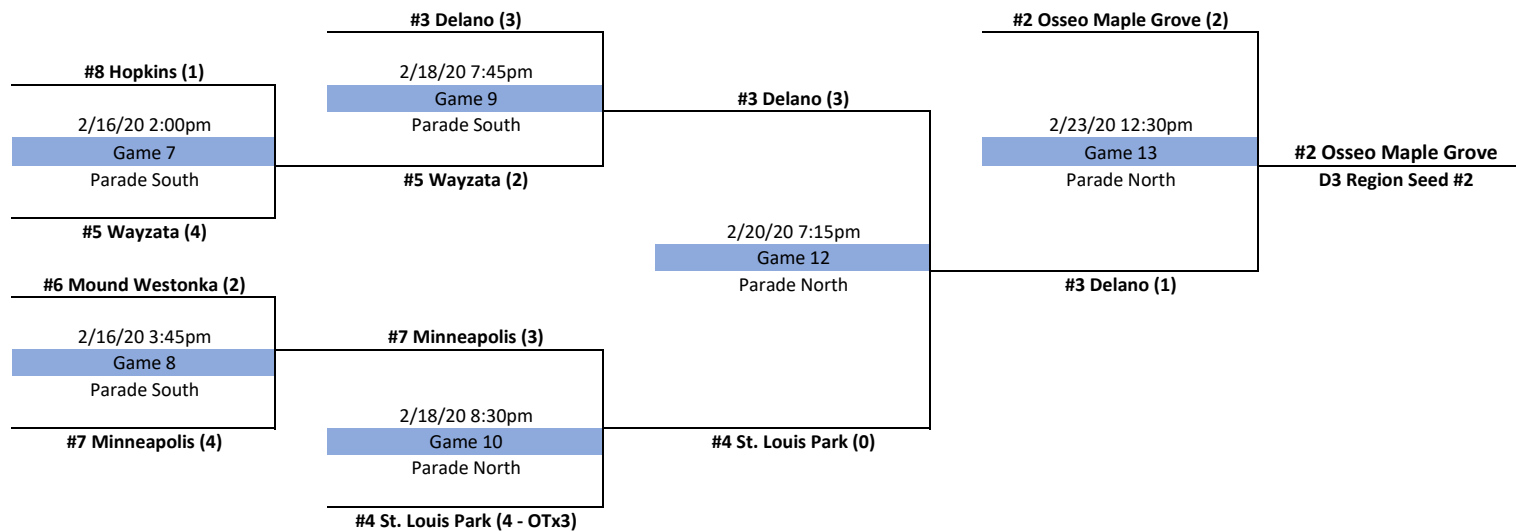 #3 Delano (3)
#2 Osseo Maple Grove (2)
#8 Hopkins (1)
2/18/20 7:45pm
Game 9
#3 Delano (3)
2/16/20 2:00pm
Parade South
2/23/20 12:30pm
Game 7
Game 13
#2 Osseo Maple Grove
Parade South
#5 Wayzata (2)
Parade North
D3 Region Seed #2
#5 Wayzata (4)
2/20/20 7:15pm
Game 12
#6 Mound Westonka (2)
Parade North
#3 Delano (1)
2/16/20 3:45pm
#7 Minneapolis (3)
Game 8
Parade South
2/18/20 8:30pm
#7 Minneapolis (4)
Game 10
#4 St. Louis Park (0)
Parade North
#4 St. Louis Park (4 - OTx3)